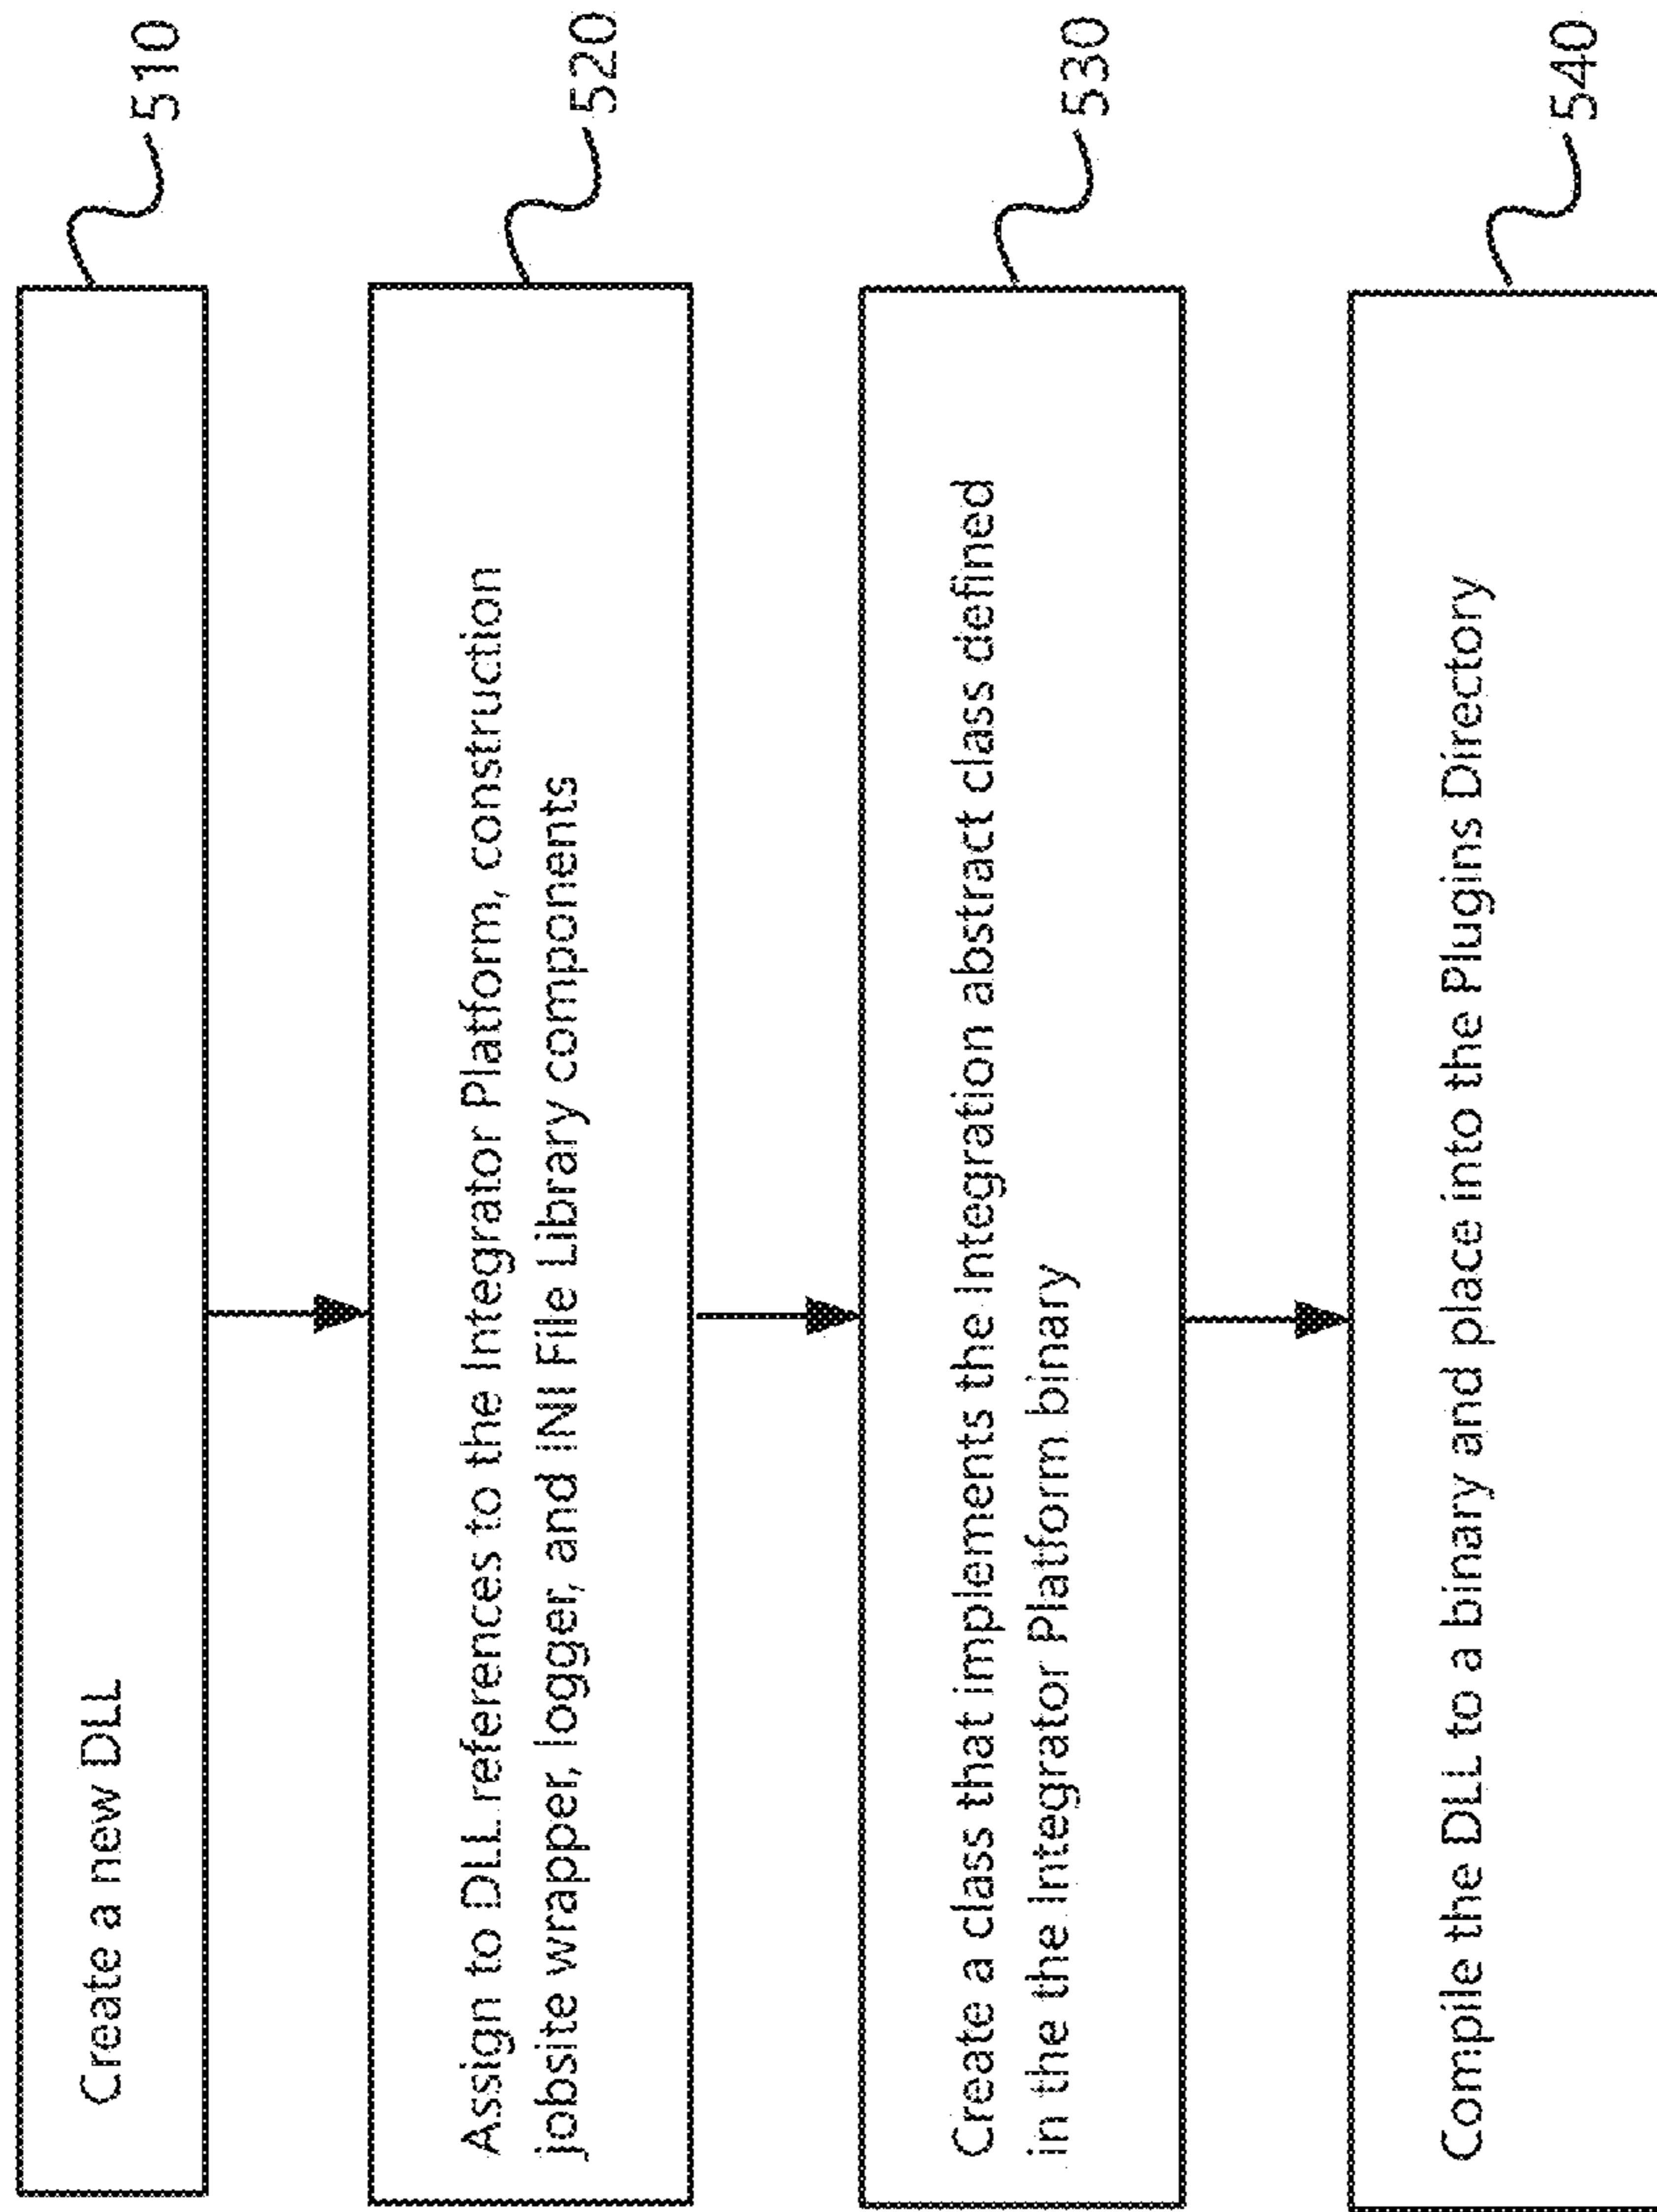 Create a new DLL
510
Assign to DLL references to the Integrator Platform, construction
jobsite wrapper, logger, and INI File Library components
520
Create a class that implements the Integration abstract class defined
in the the Integrator Platform binary
530
Compile the DLL to a binary and place into the Plugins Directory
540